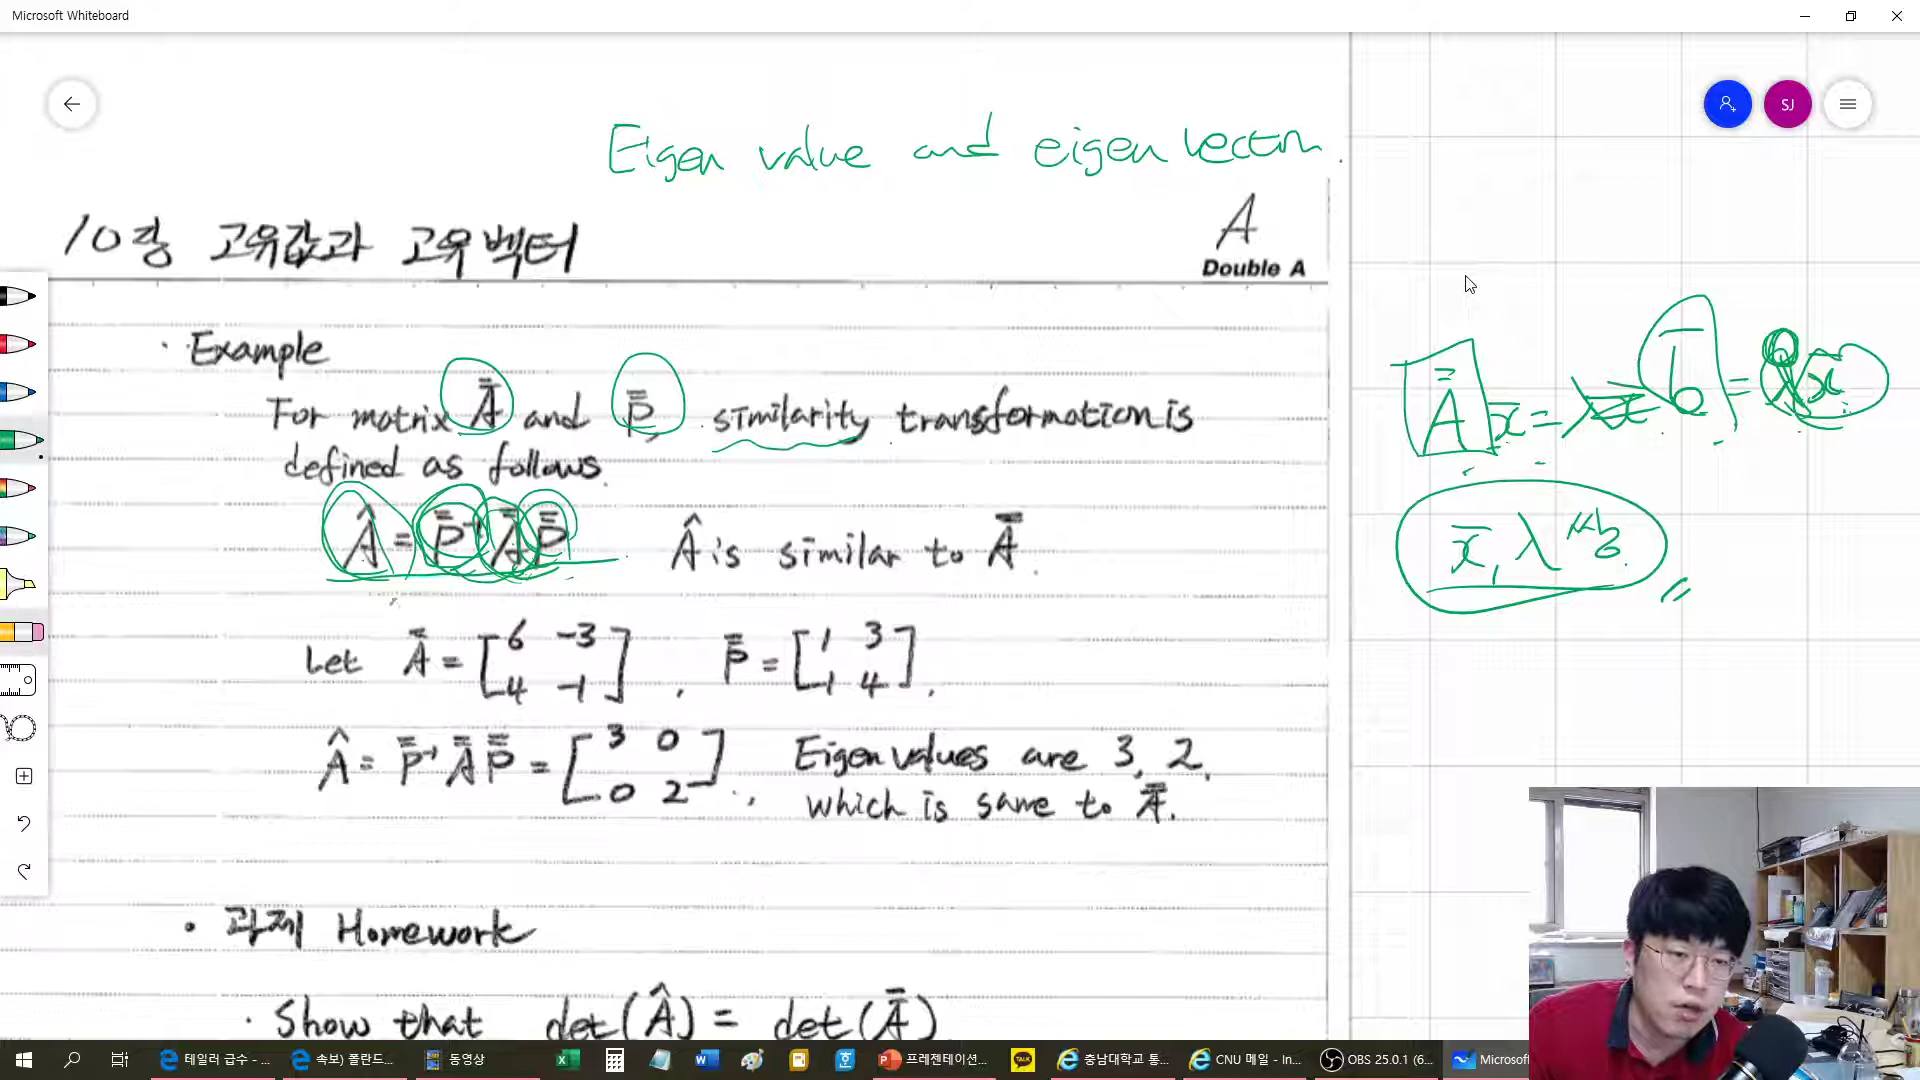 Microsoft Whiteboard
SJ
Eigen value and eigen vector.
10장 고유값과 고유벡터
A
Double A
· Example
For matrix A̿ and P̿, similarity transformation is
defined as follows.
Â = P̿⁻¹ A̿ P̿ Â is similar to A̿.
Let A̿ = [6 -3
4 -1], P̿ = [1 3
1 4].
Â = P̿⁻¹ A̿ P̿ = [3 0
0 2], Eigenvalues are 3, 2,
which is same to A̿.
· 과제 Homework
· Show that det(Â) = det(A̿)
A̿ x̄ = b̄ = x̄
x̄, λ 쌍
테일러 급수 - ...
속보) 폴란드...
동영상
프레젠테이션...
TALK
충남대학교 통...
CNU 메일 - In...
OBS 25.0.1 (6...
Microsoft